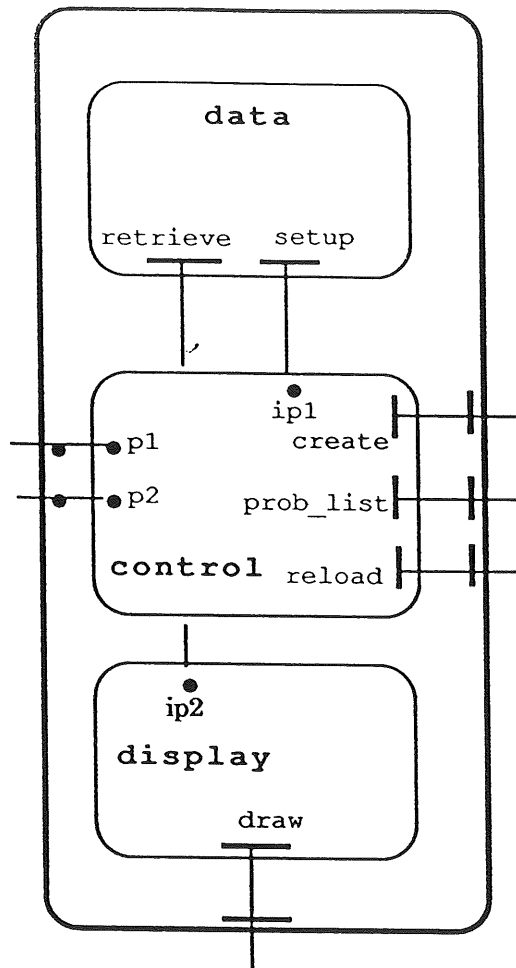 data
retrieve setup
ip1
create
p1
p2
prob_list
control reload
ip2
display
draw